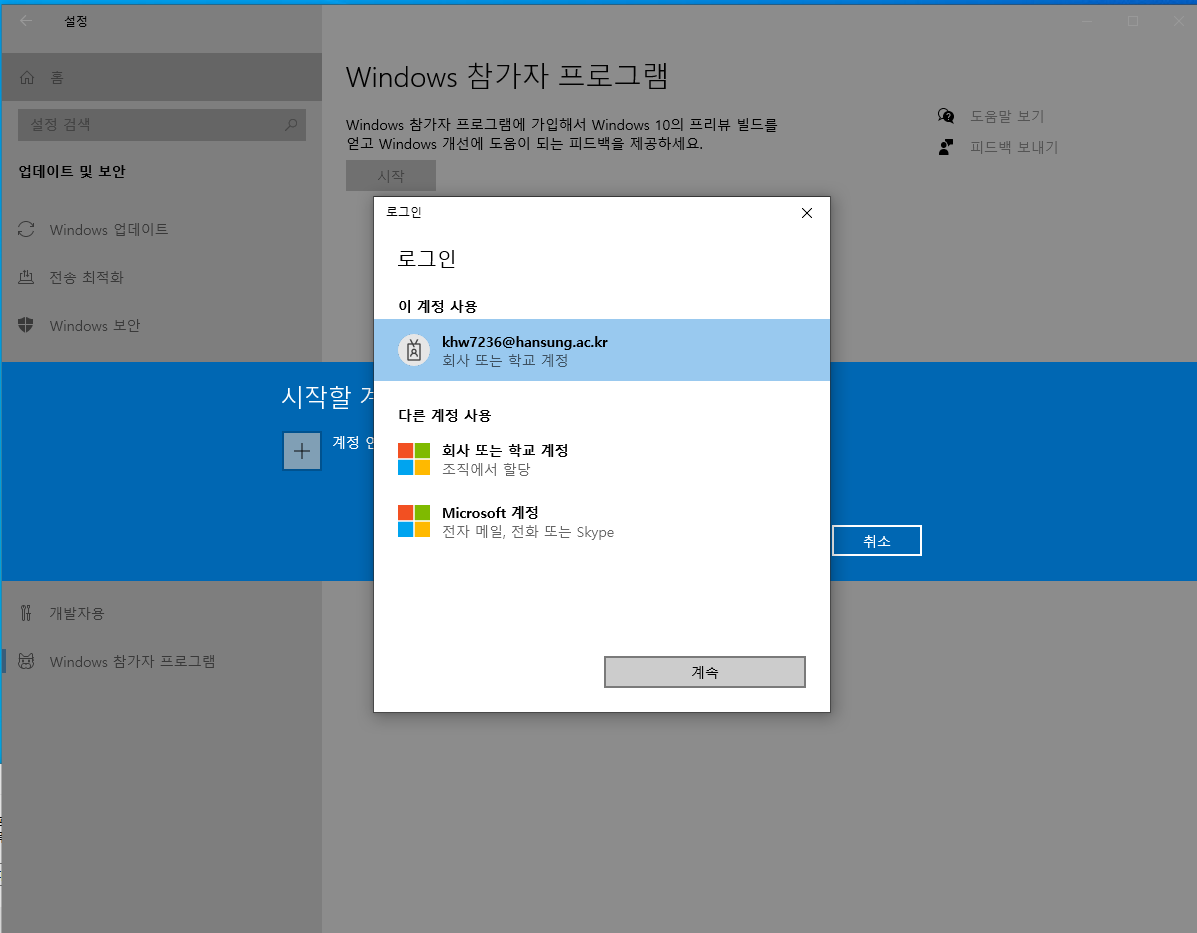 설정
홈
설정 검색
업데이트 및 보안
Windows 업데이트
전송 최적화
Windows 보안
개발자용
Windows 참가자 프로그램
Windows 참가자 프로그램
Windows 참가자 프로그램에 가입해서 Windows 10의 프리뷰 빌드를
얻고 Windows 개선에 도움이 되는 피드백을 제공하세요.
시작
도움말 보기
피드백 보내기
시작할
계정
취소
로그인
로그인
이 계정 사용
khw7236@hansung.ac.kr
회사 또는 학교 계정
다른 계정 사용
회사 또는 학교 계정
조직에서 할당
Microsoft 계정
전자 메일, 전화 또는 Skype
계속